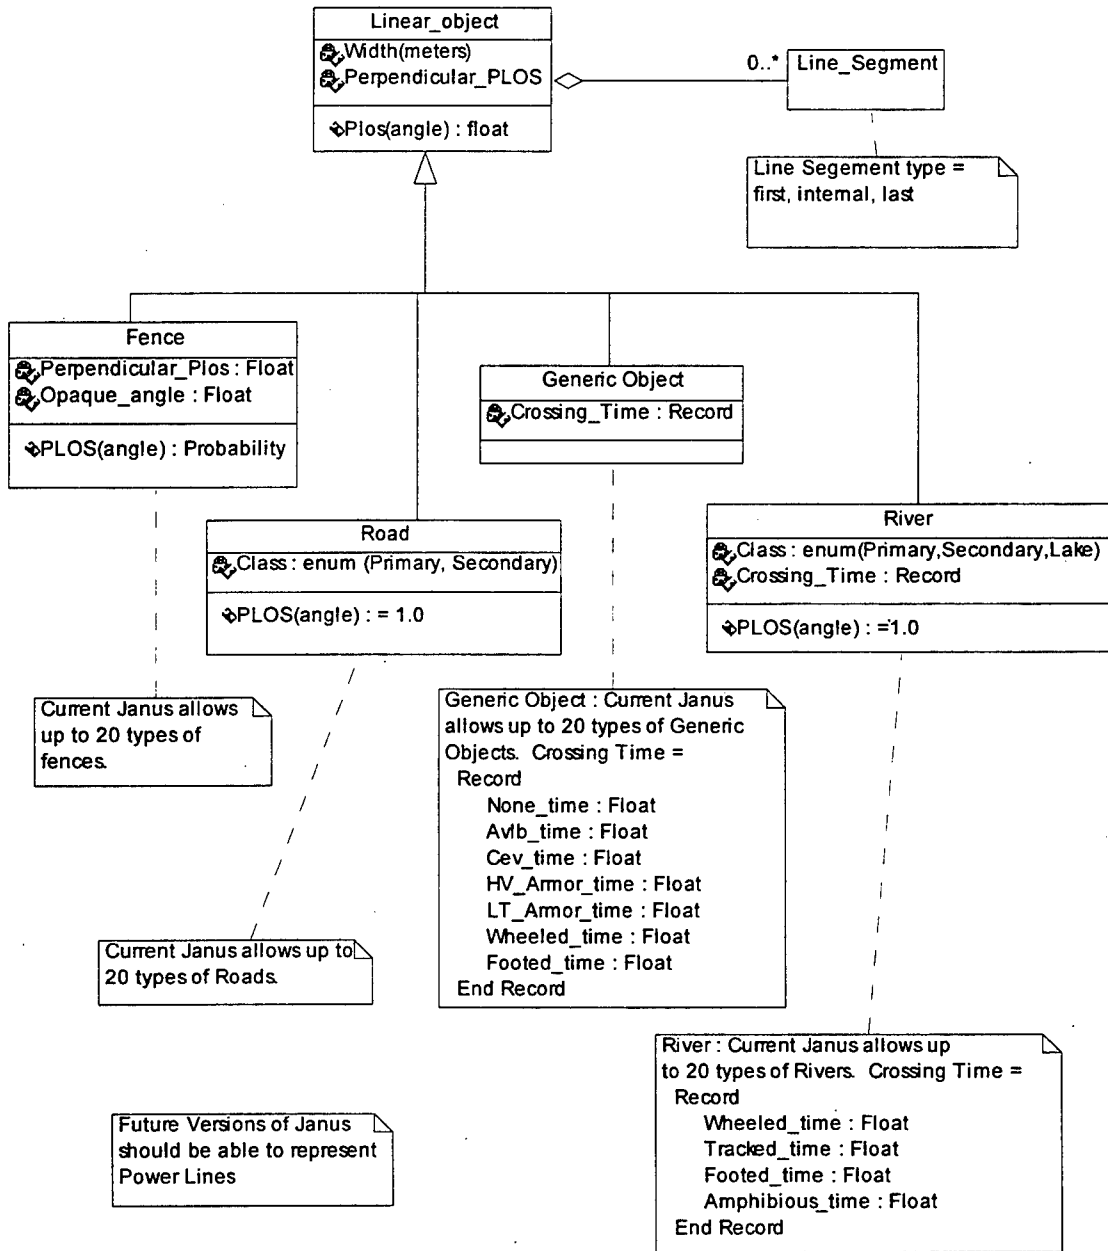 Linear_object
Width(meters)
Perpendicular_PLOS
Plos(angle) : float
0..*
Line_Segment
Line Segement type =
first, internal, last
Fence
Perpendicular_Plos : Float
Opaque_angle : Float
PLOS(angle) : Probability
Generic Object
Crossing_Time : Record
Road
Class : enum (Primary, Secondary)
PLOS(angle) : = 1.0
River
Class : enum(Primary,Secondary,Lake)
Crossing_Time : Record
PLOS(angle) : =1.0
Current Janus allows
up to 20 types of
fences.
Generic Object : Current Janus
allows up to 20 types of Generic
Objects. Crossing Time =
Record
None_time : Float
Avlb_time : Float
Cev_time : Float
HV_Armor_time : Float
LT_Armor_time : Float
Wheeled_time : Float
Footed_time : Float
End Record
Current Janus allows up to
20 types of Roads.
River : Current Janus allows up
to 20 types of Rivers. Crossing Time =
Record
Wheeled_time : Float
Tracked_time : Float
Footed_time : Float
Amphibious_time : Float
End Record
Future Versions of Janus
should be able to represent
Power Lines